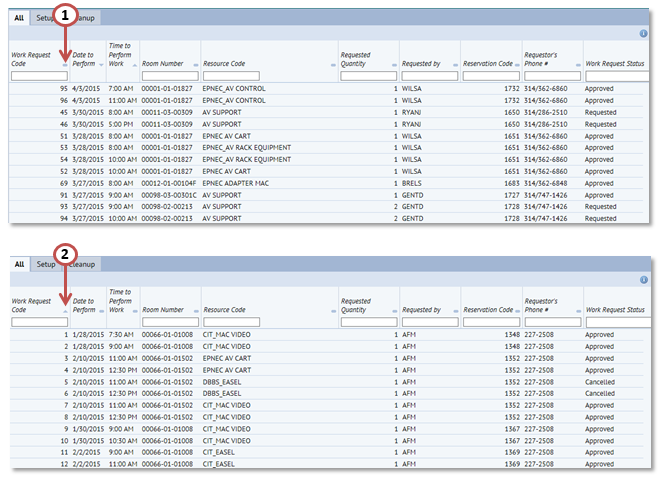 1
All Setup Cleanup
Work Request Code Date to Perform Time to Perform Work Room Number Resource Code Requested Quantity Requested by Reservation Code Requestor's Phone # Work Request Status
95 4/3/2015 7:00 AM 00001-01-01827 EPNEC_AV CONTROL 1 WILSA 1732 314/362-6860 Approved
96 4/3/2015 11:00 AM 00001-01-01827 EPNEC_AV CONTROL 1 WILSA 1732 314/362-6860 Approved
45 3/30/2015 8:00 AM 00011-03-00309 AV SUPPORT 1 RYANJ 1650 314/286-2510 Requested
46 3/30/2015 5:00 PM 00011-03-00309 AV SUPPORT 1 RYANJ 1650 314/286-2510 Requested
51 3/28/2015 8:00 AM 00001-01-01827 EPNEC AV CART 1 WILSA 1651 314/362-6860 Approved
53 3/28/2015 8:00 AM 00001-01-01827 EPNEC_AV RACK EQUIPMENT 1 WILSA 1651 314/362-6860 Approved
54 3/28/2015 10:00 AM 00001-01-01827 EPNEC_AV RACK EQUIPMENT 1 WILSA 1651 314/362-6860 Approved
52 3/28/2015 10:00 AM 00001-01-01827 EPNEC AV CART 1 WILSA 1651 314/362-6860 Approved
69 3/27/2015 8:00 AM 00012-01-00104F EPNEC ADAPTER MAC 1 BRELS 1683 314/362-6848 Approved
91 3/27/2015 9:00 AM 00098-03-00301C AV SUPPORT 1 GENTD 1727 314/747-1426 Approved
93 3/27/2015 9:00 AM 00098-02-00213 AV SUPPORT 2 GENTD 1728 314/747-1426 Requested
94 3/27/2015 10:00 AM 00098-02-00213 AV SUPPORT 2 GENTD 1728 314/747-1426 Requested
2
All Setup Cleanup
Work Request Code Date to Perform Time to Perform Work Room Number Resource Code Requested Quantity Requested by Reservation Code Requestor's Phone # Work Request Status
1 1/28/2015 7:30 AM 00066-01-01008 CIT_MAC VIDEO 1 AFM 1348 227-2508 Approved
2 1/28/2015 9:00 AM 00066-01-01008 CIT_MAC VIDEO 1 AFM 1348 227-2508 Approved
3 2/10/2015 11:00 AM 00066-01-01502 EPNEC AV CART 1 AFM 1352 227-2508 Approved
4 2/10/2015 12:30 PM 00066-01-01502 EPNEC AV CART 1 AFM 1352 227-2508 Approved
5 2/10/2015 11:00 AM 00066-01-01502 DBBS_EASEL 1 AFM 1352 227-2508 Cancelled
6 2/10/2015 12:30 PM 00066-01-01502 DBBS_EASEL 1 AFM 1352 227-2508 Cancelled
7 2/10/2015 11:00 AM 00066-01-01502 CIT_MAC VIDEO 1 AFM 1352 227-2508 Approved
8 2/10/2015 12:30 PM 00066-01-01502 CIT_MAC VIDEO 1 AFM 1352 227-2508 Approved
9 1/30/2015 9:00 AM 00066-01-01008 CIT_MAC VIDEO 1 AFM 1367 227-2508 Approved
10 1/30/2015 10:30 AM 00066-01-01008 CIT_MAC VIDEO 1 AFM 1367 227-2508 Approved
11 2/2/2015 9:00 AM 00066-01-01008 CIT_EASEL 1 AFM 1369 227-2508 Approved
12 2/2/2015 11:00 AM 00066-01-01008 CIT_EASEL 1 AFM 1369 227-2508 Approved